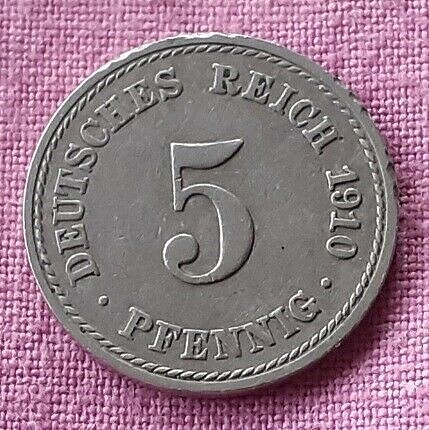 DEUTSCHES REICH 1910
5
· PFENNIG ·